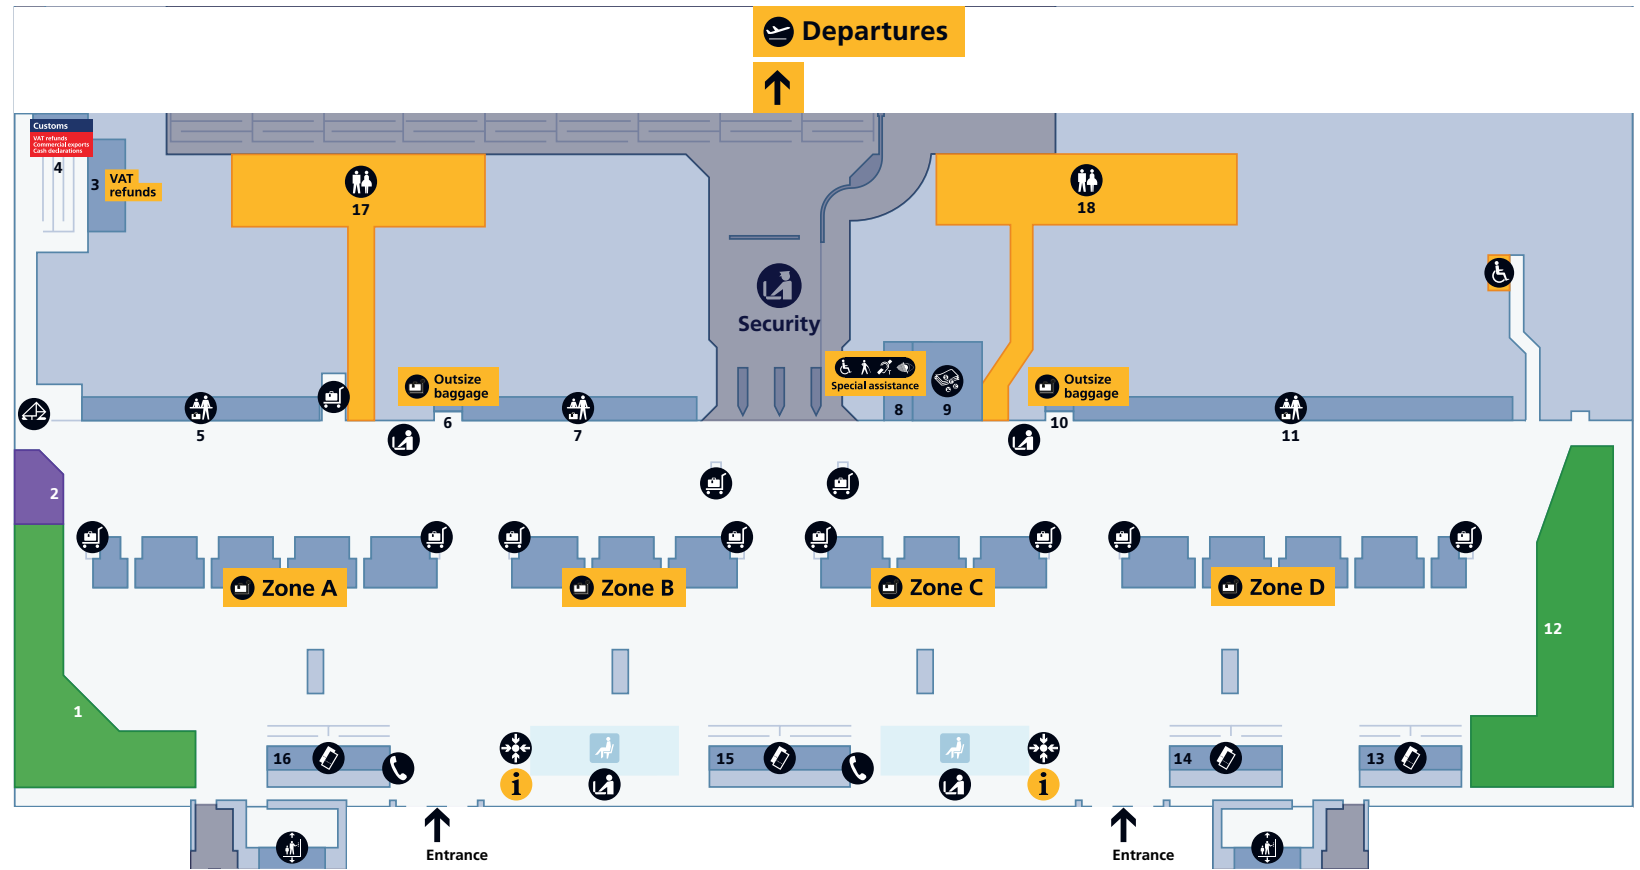 Departures
Customs
VAT refunds
Commercial exports
Cash declarations
4
3
VAT
refunds
17
18
Security
Outsize
baggage
Special assistance
Outsize
baggage
5
6
7
8
9
10
11
2
Zone A
Zone B
Zone C
Zone D
12
1
16
15
14
13
i
i
Entrance
Entrance